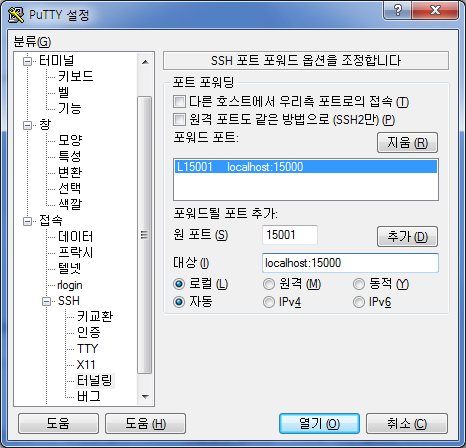 PuTTY 설정
분류(G)
터미널
키보드
벨
기능
창
모양
특성
변환
선택
색깔
접속
데이터
프락시
텔넷
rlogin
SSH
키교환
인증
TTY
X11
터널링
버그
SSH 포트 포워드 옵션을 조정합니다
포트 포워딩
다른 호스트에서 우리측 포트로의 접속 (T)
원격 포트도 같은 방법으로 (SSH2만) (P)
포워드 포트:
지움 (R)
L15001 localhost:15000
포워드될 포트 추가:
원 포트 (S)
15001
추가 (D)
대상 (I)
localhost:15000
로컬 (L)
원격 (M)
동적 (Y)
자동
IPv4
IPv6
도움
도움 (H)
열기 (O)
취소 (C)